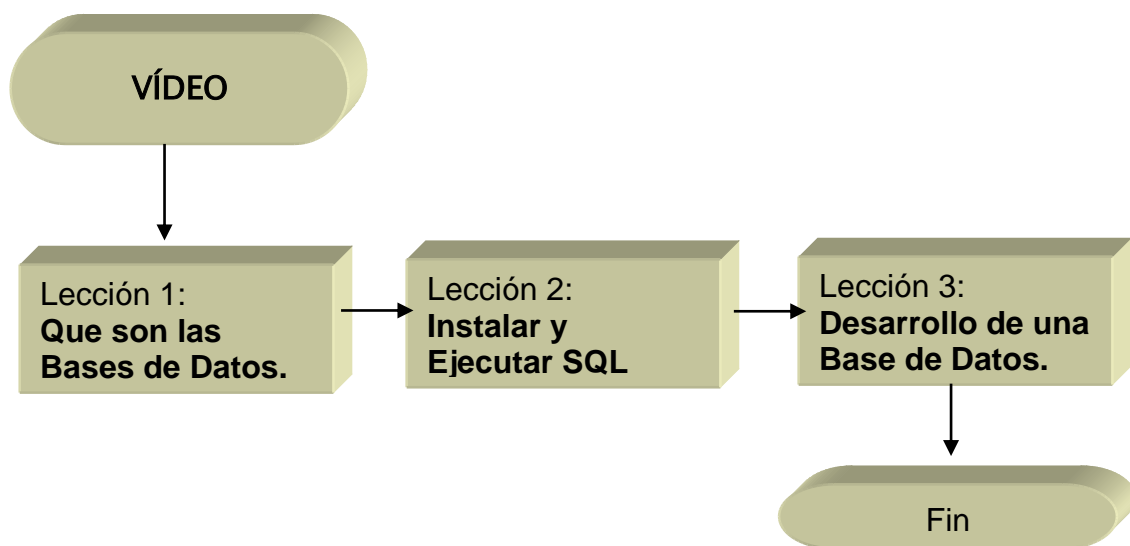 VÍDEO
Lección 1:
Que son las
Bases de Datos.
Lección 2:
Instalar y
Ejecutar SQL
Lección 3:
Desarrollo de una
Base de Datos.
Fin